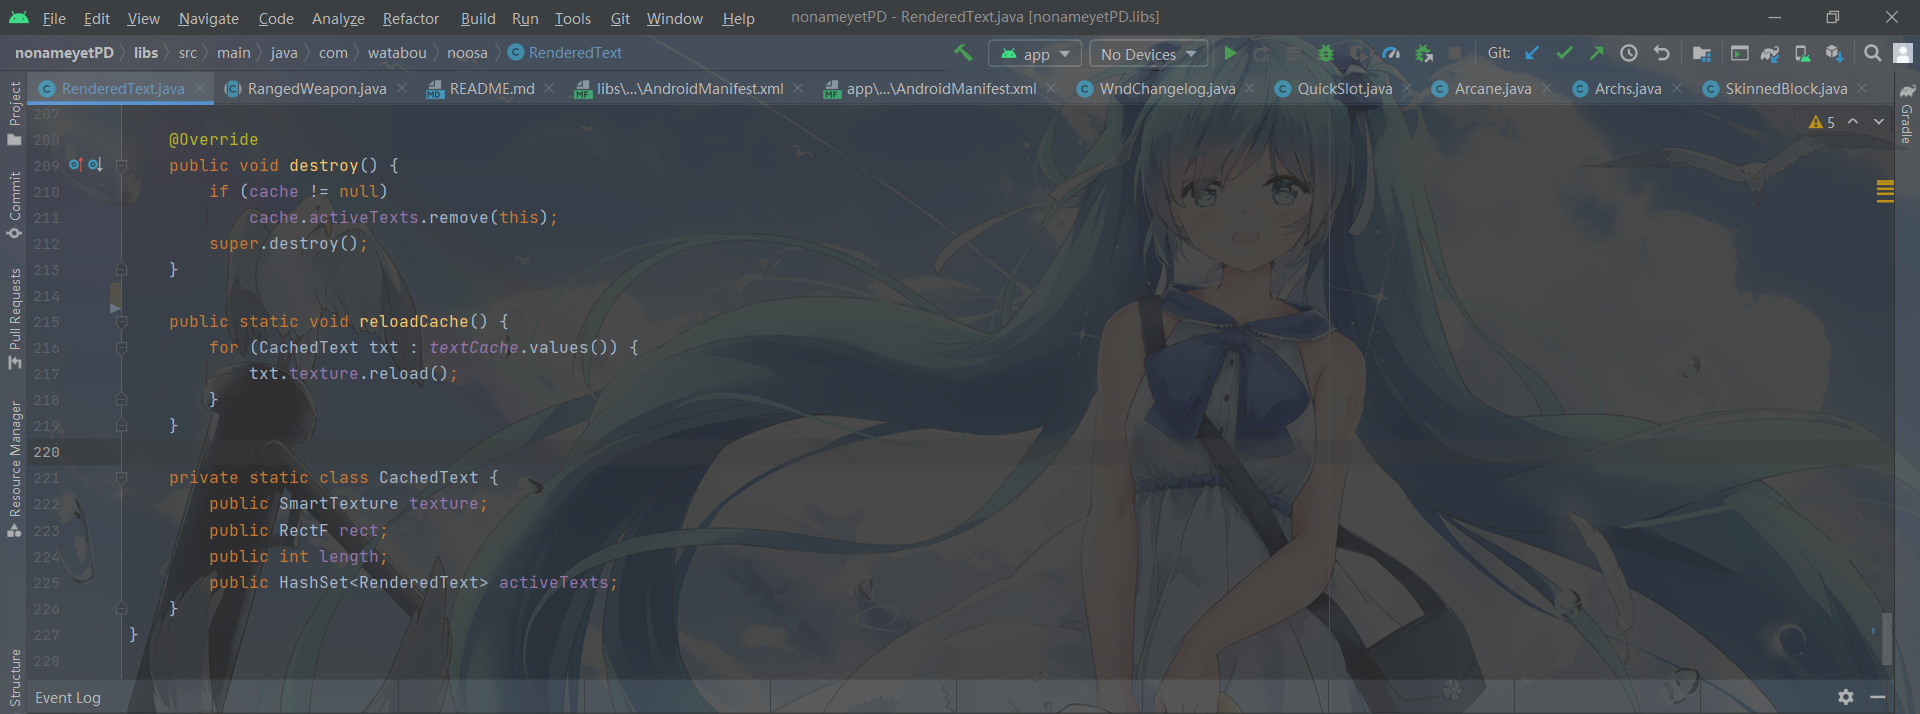 File Edit View Navigate Code Analyze Refactor Build Run Tools Git Window Help nonameyetPD - RenderedText.java [nonameyetPD.libs]
nonameyetPD libs src main java com watabou noosa RenderedText app No Devices Git:
RenderedText.java RangedWeapon.java README.md libs\...\AndroidManifest.xml app\...\AndroidManifest.xml WndChangelog.java QuickSlot.java Arcane.java Archs.java SkinnedBlock.java
Project
Commit
Pull Requests
Resource Manager
Structure
Gradle
5
207
208 @Override
209 public void destroy() {
210 if (cache != null)
211 cache.activeTexts.remove(this);
212 super.destroy();
213 }
214
215 public static void reloadCache() {
216 for (CachedText txt : textCache.values()) {
217 txt.texture.reload();
218 }
219 }
220
221 private static class CachedText {
222 public SmartTexture texture;
223 public RectF rect;
224 public int length;
225 public HashSet<RenderedText> activeTexts;
226 }
227 }
228
Event Log